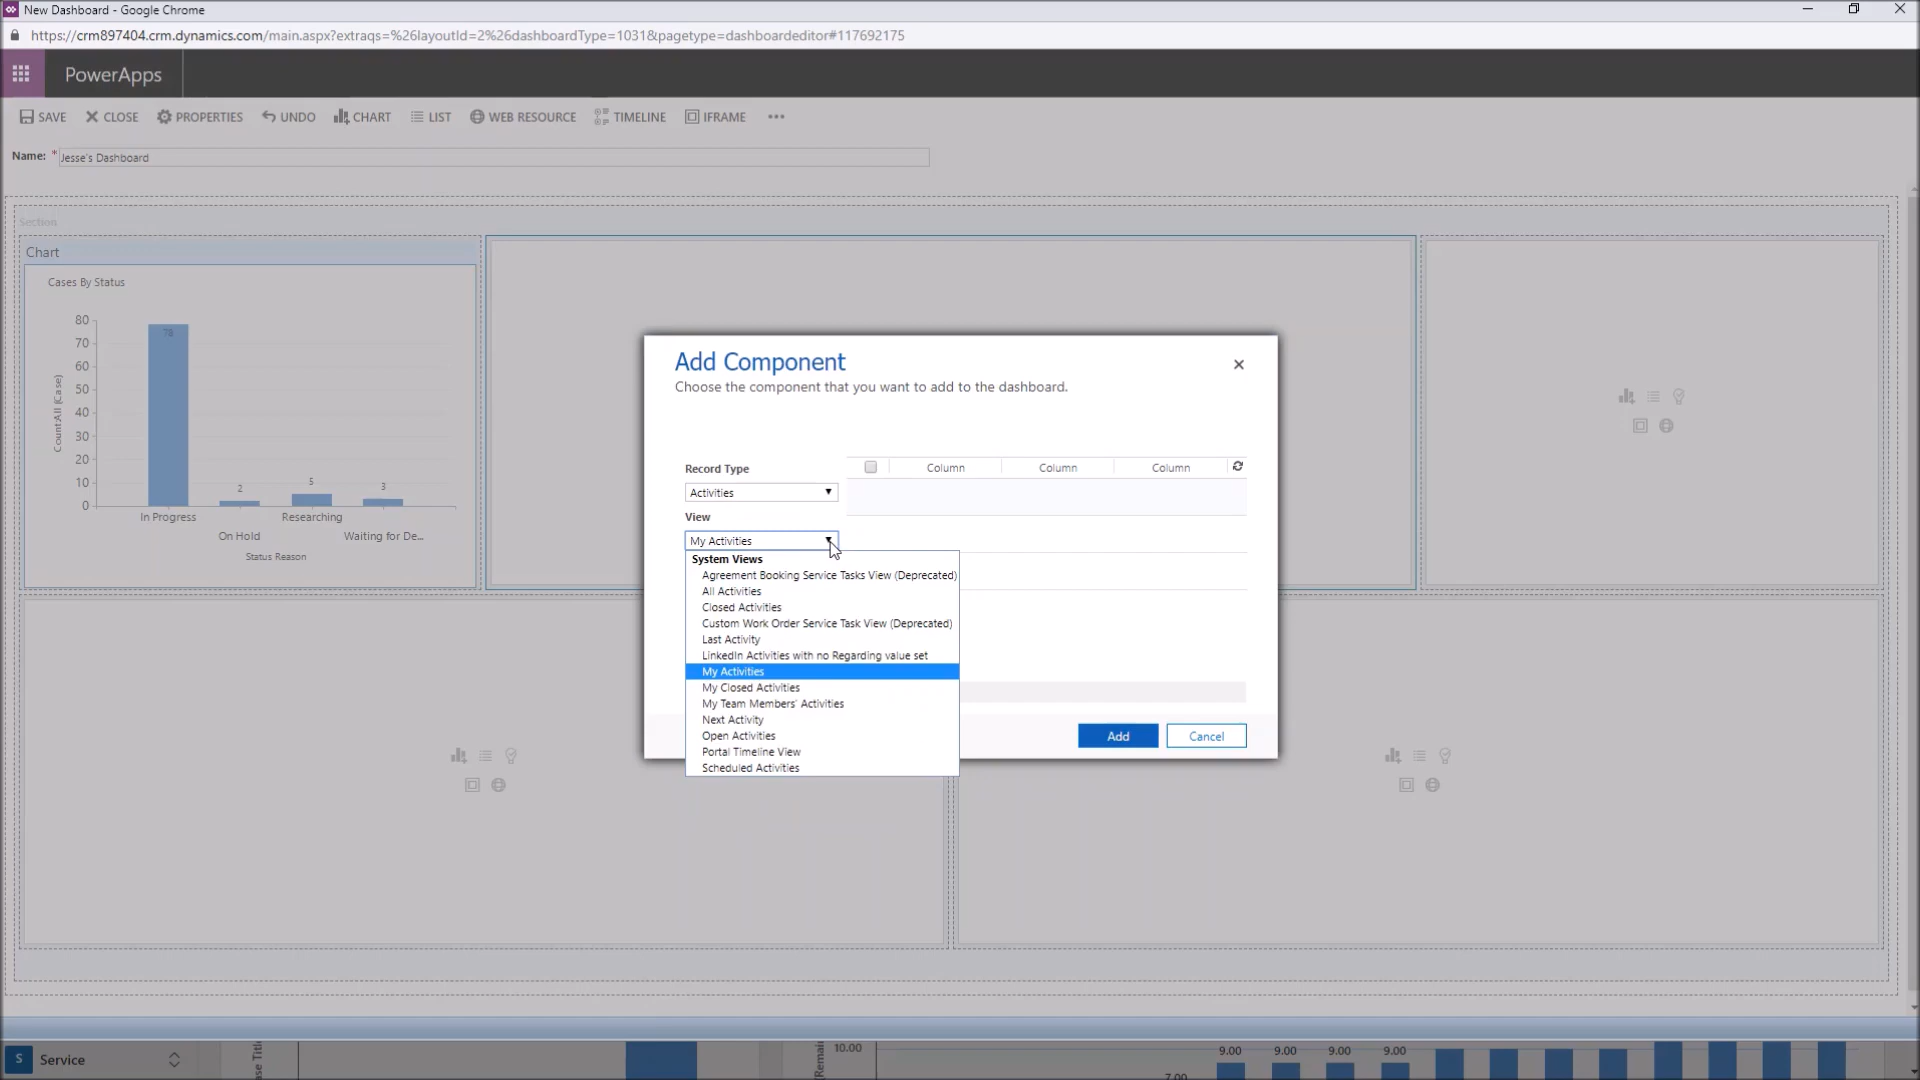 New Dashboard - Google Chrome
https://crm897404.crm.dynamics.com/main.aspx?extraqs=%26layoutId=2%26dashboardType=1031&pagetype=dashboardeditor#117692175
PowerApps
SAVE CLOSE PROPERTIES UNDO CHART LIST WEB RESOURCE TIMELINE IFRAME •••
Name: * Jesse's Dashboard
Section
Chart
Cases By Status
80
70
60
50
40
30
20
10
0
Count:All (Case)
78
2
5
3
In Progress
Researching
On Hold
Waiting for De...
Status Reason
Add Component
Choose the component that you want to add to the dashboard.
Record Type
Column Column Column
Activities
View
My Activities
System Views
Agreement Booking Service Tasks View (Deprecated)
All Activities
Closed Activities
Custom Work Order Service Task View (Deprecated)
Last Activity
LinkedIn Activities with no Regarding value set
My Activities
My Closed Activities
My Team Members' Activities
Next Activity
Open Activities
Portal Timeline View
Scheduled Activities
Add Cancel
S Service
10.00
9.00 9.00 9.00 9.00
7.00